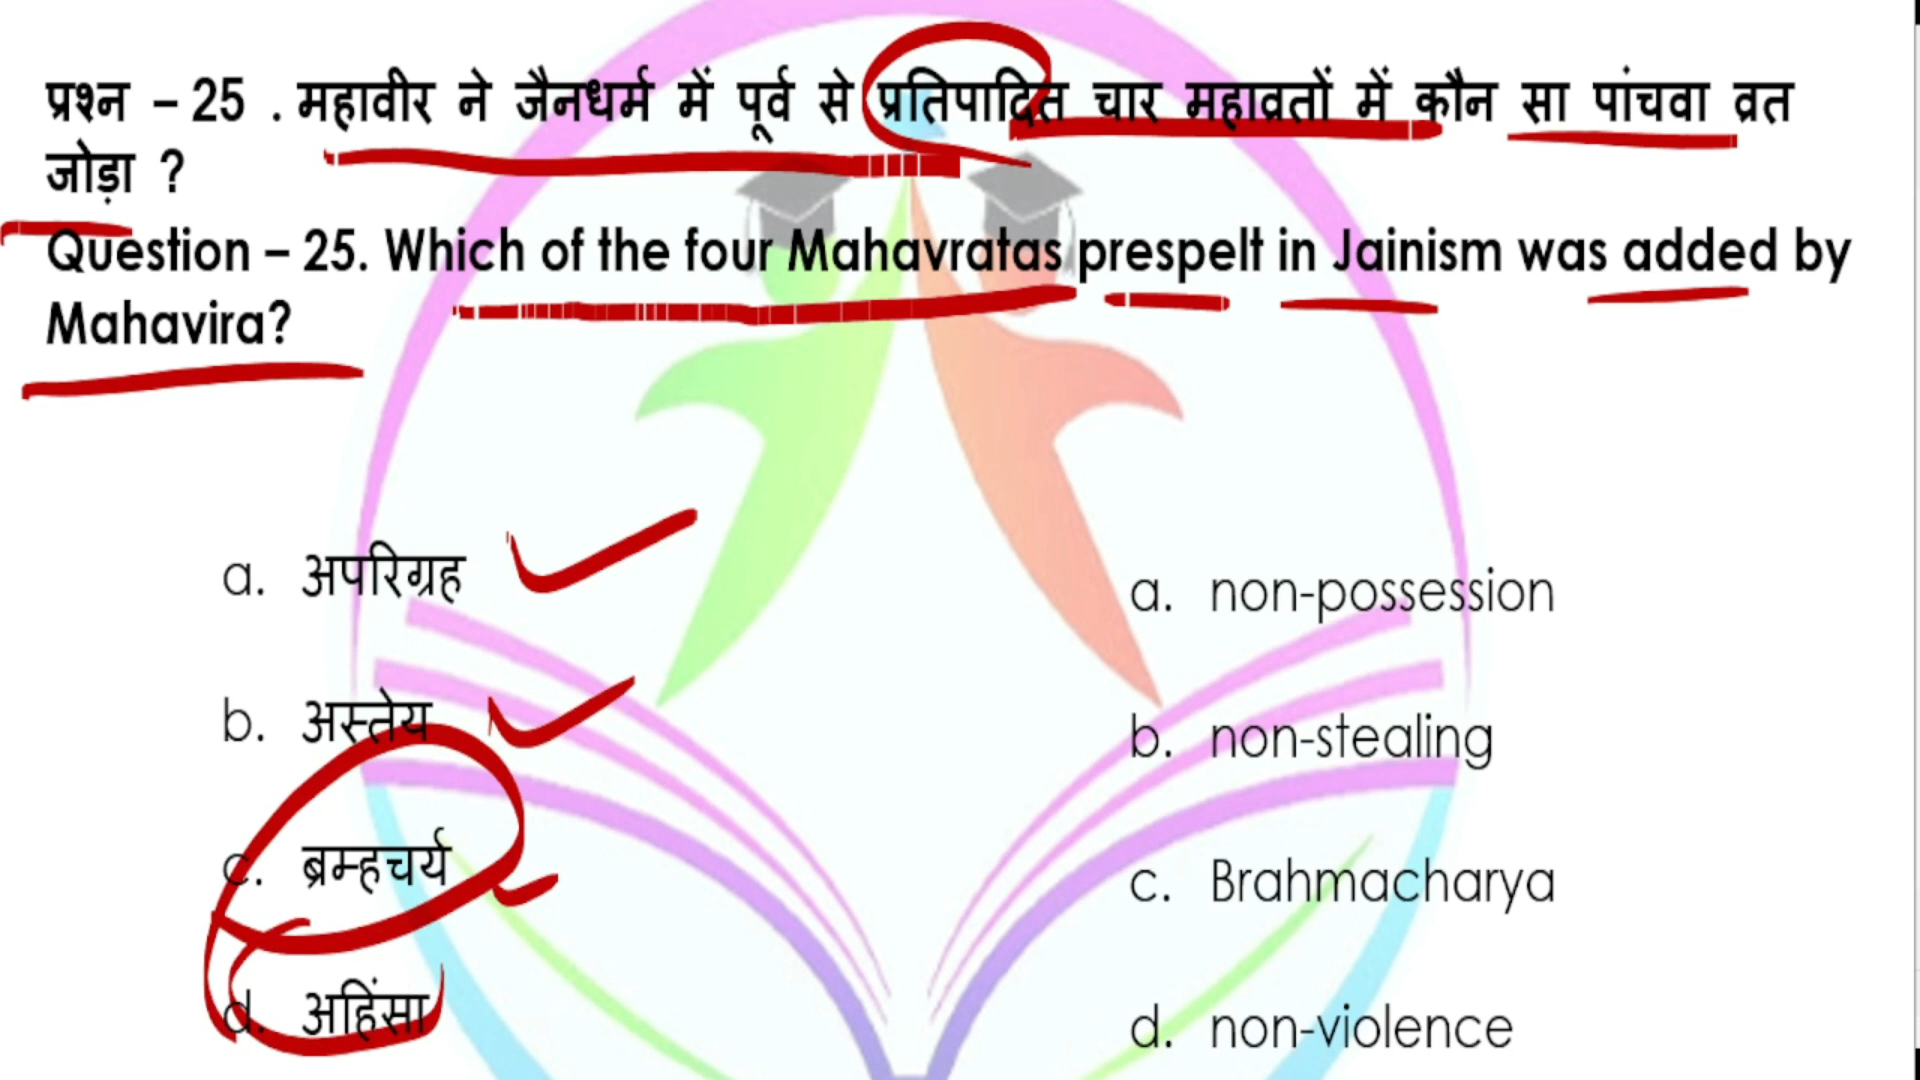 प्रश्न – 25 . महावीर ने जैनधर्म में पूर्व से प्रतिपादित चार महाव्रतों में कौन सा पांचवा व्रत
जोड़ा ?
Question – 25. Which of the four Mahavratas prespelt in Jainism was added by
Mahavira?
a. अपरिग्रह
b. अस्तेय
c. ब्रम्हचर्य
d. अहिंसा
a. non-possession
b. non-stealing
c. Brahmacharya
d. non-violence